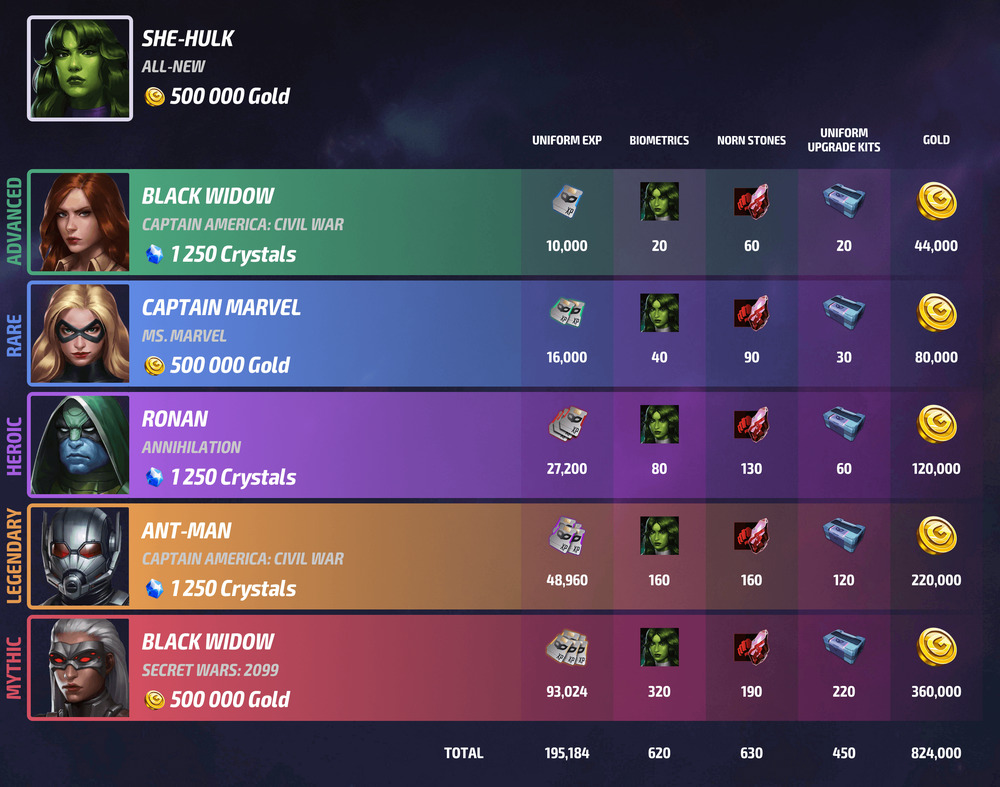 SHE-HULK
ALL-NEW
500 000 Gold
UNIFORM EXP
BIOMETRICS
NORN STONES
UNIFORM
UPGRADE KITS
GOLD
ADVANCED
BLACK WIDOW
CAPTAIN AMERICA: CIVIL WAR
1 250 Crystals
XP
10,000
20
60
20
44,000
RARE
CAPTAIN MARVEL
MS. MARVEL
500 000 Gold
XP
16,000
40
90
30
80,000
HEROIC
RONAN
ANNIHILATION
1 250 Crystals
XP
27,200
80
130
60
120,000
LEGENDARY
ANT-MAN
CAPTAIN AMERICA: CIVIL WAR
1 250 Crystals
XP
48,960
160
160
120
220,000
MYTHIC
BLACK WIDOW
SECRET WARS: 2099
500 000 Gold
XP
93,024
320
190
220
360,000
TOTAL
195,184
620
630
450
824,000